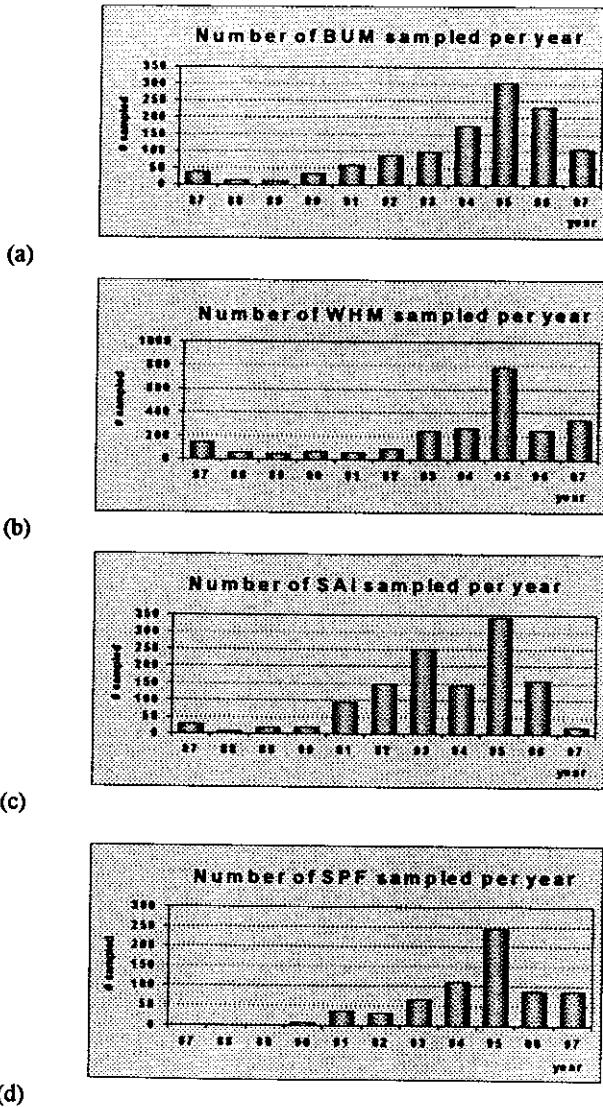 Number of BUM sampled per year
# sampled
350
300
250
200
150
100
50
0
87 88 89 90 91 92 93 94 95 96 97
year
(a)
Number of WHM sampled per year
# sampled
1000
800
600
400
200
0
87 88 89 90 91 92 93 94 95 96 97
year
(b)
Number of SAI sampled per year
# sampled
350
300
250
200
150
100
50
0
87 88 89 90 91 92 93 94 95 96 97
year
(c)
Number of SPF sampled per year
# sampled
300
250
200
150
100
50
0
87 88 89 90 91 92 93 94 95 96 97
year
(d)